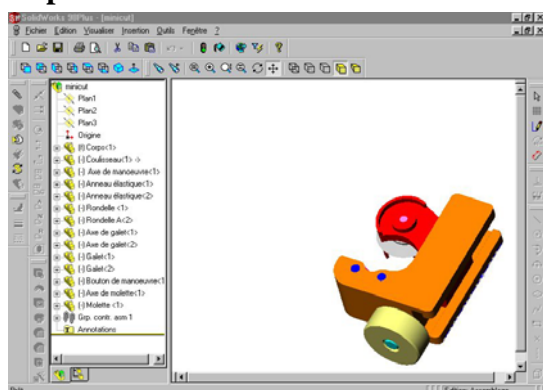 SolidWorks 98Plus - [minicut]
Fichier Edition Visualiser Insertion Outils Fenêtre ?
minicut
Plan1
Plan2
Plan3
Origine
(f) Corps<1>
(-) Coulisseau<1> ->
(-) Axe de manoeuvre<1>
(-) Anneau élastique<1>
(-) Anneau élastique<2>
(-) Rondelle <1>
(-) Rondelle A<2>
(-) Axe de galet<1>
(-) Axe de galet<2>
(-) Galet<1>
(-) Galet<2>
(-) Bouton de manoeuvre<1
(-) Axe de molette<1>
(-) Molette <1>
Grp. contr. asm 1
Annotations